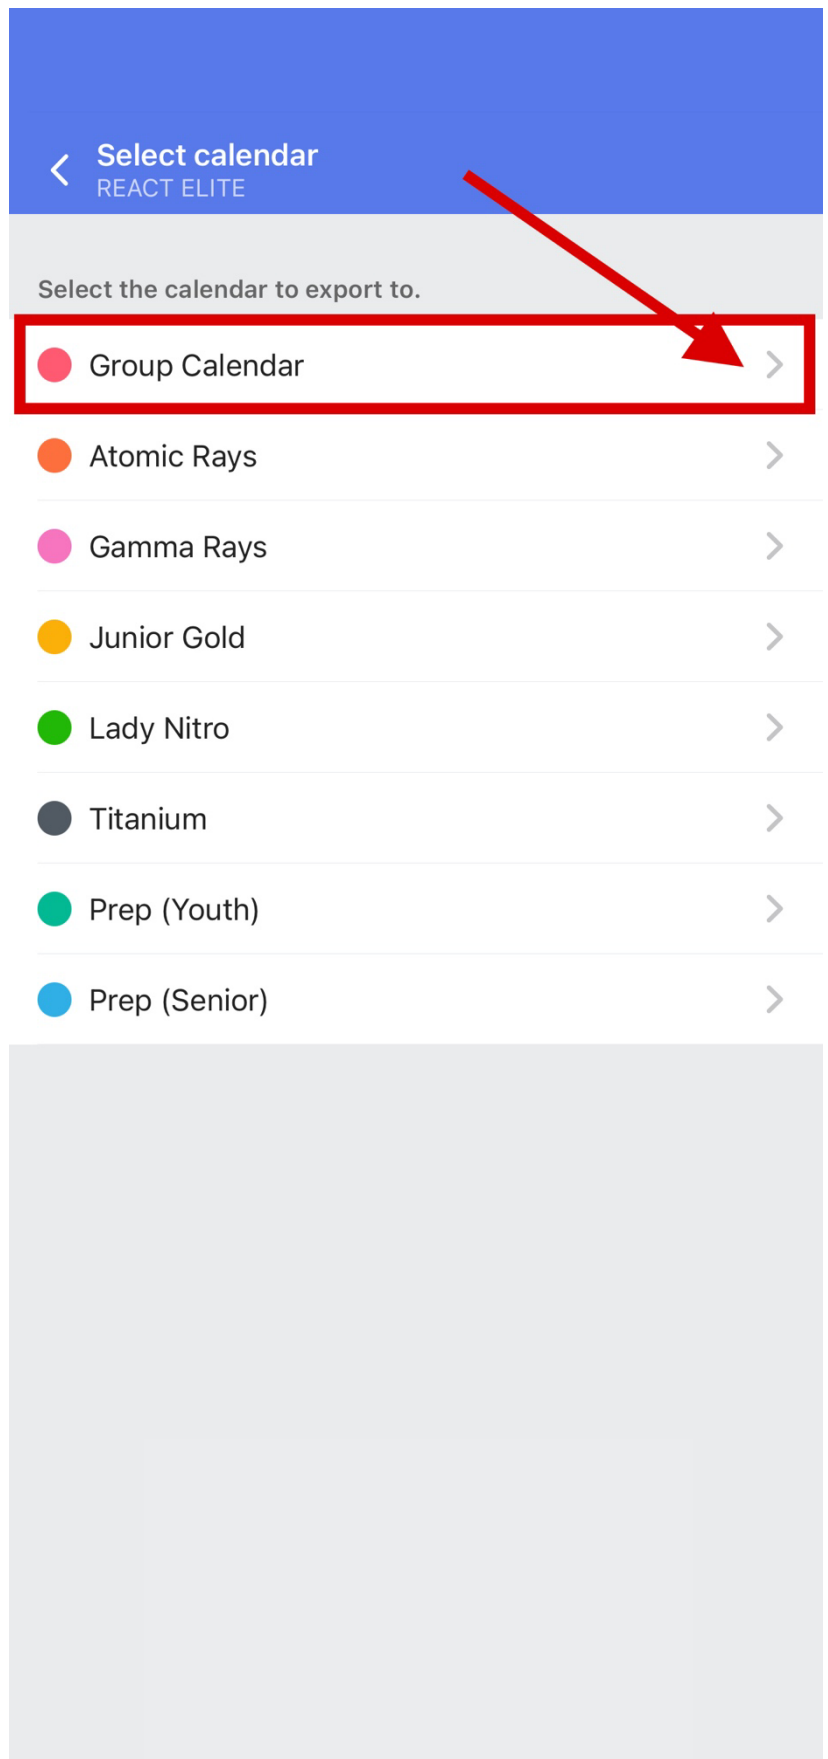 Select calendar
REACT ELITE
Select the calendar to export to.
Group Calendar
Atomic Rays
Gamma Rays
Junior Gold
Lady Nitro
Titanium
Prep (Youth)
Prep (Senior)